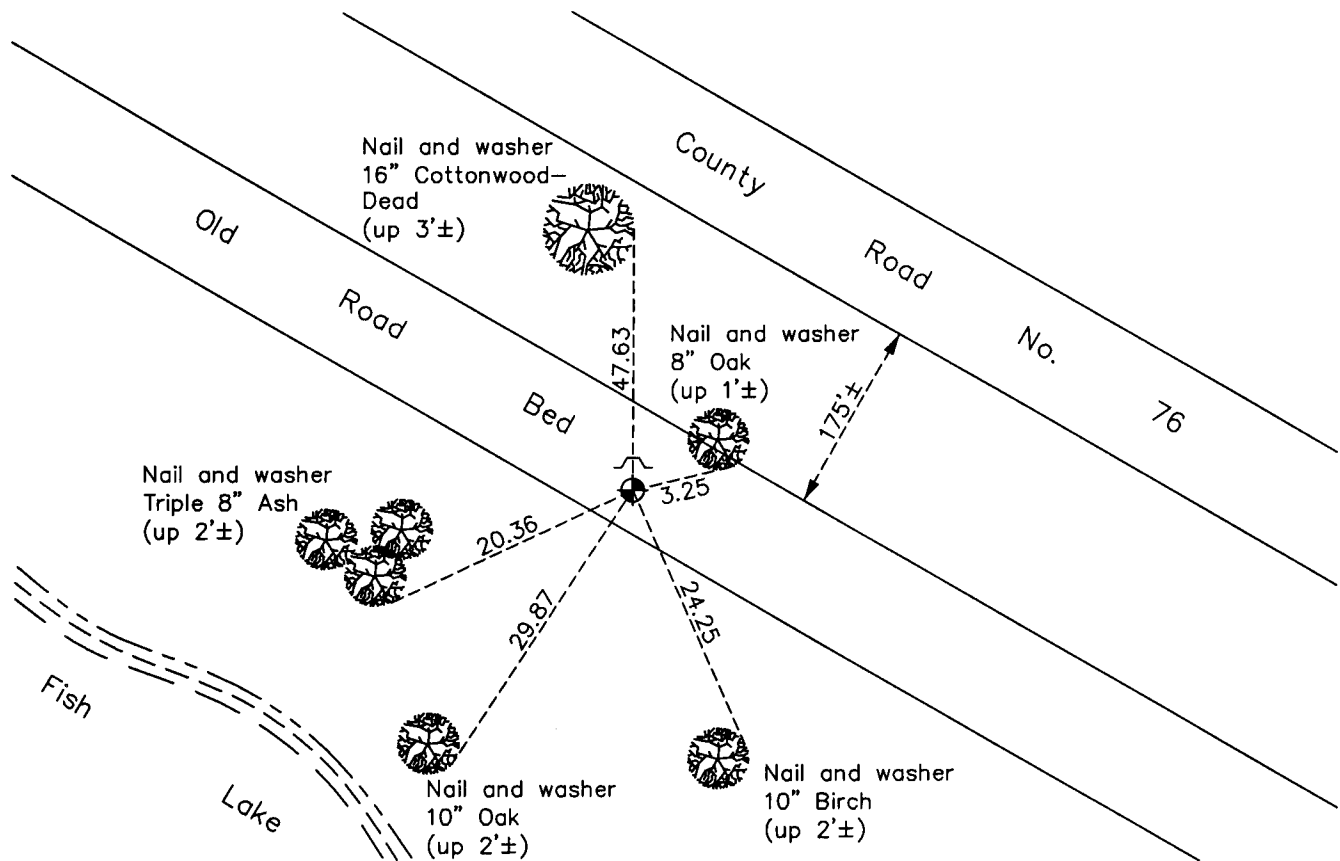 Nail and washer
16" Cottonwood–
Dead
(up 3'±)
County
Road
No.
76
Old
Road
Bed
47.63
Nail and washer
8" Oak
(up 1'±)
175'±
3.25
Nail and washer
Triple 8" Ash
(up 2'±)
20.36
29.87
24.25
Fish
Lake
Nail and washer
10" Oak
(up 2'±)
Nail and washer
10" Birch
(up 2'±)